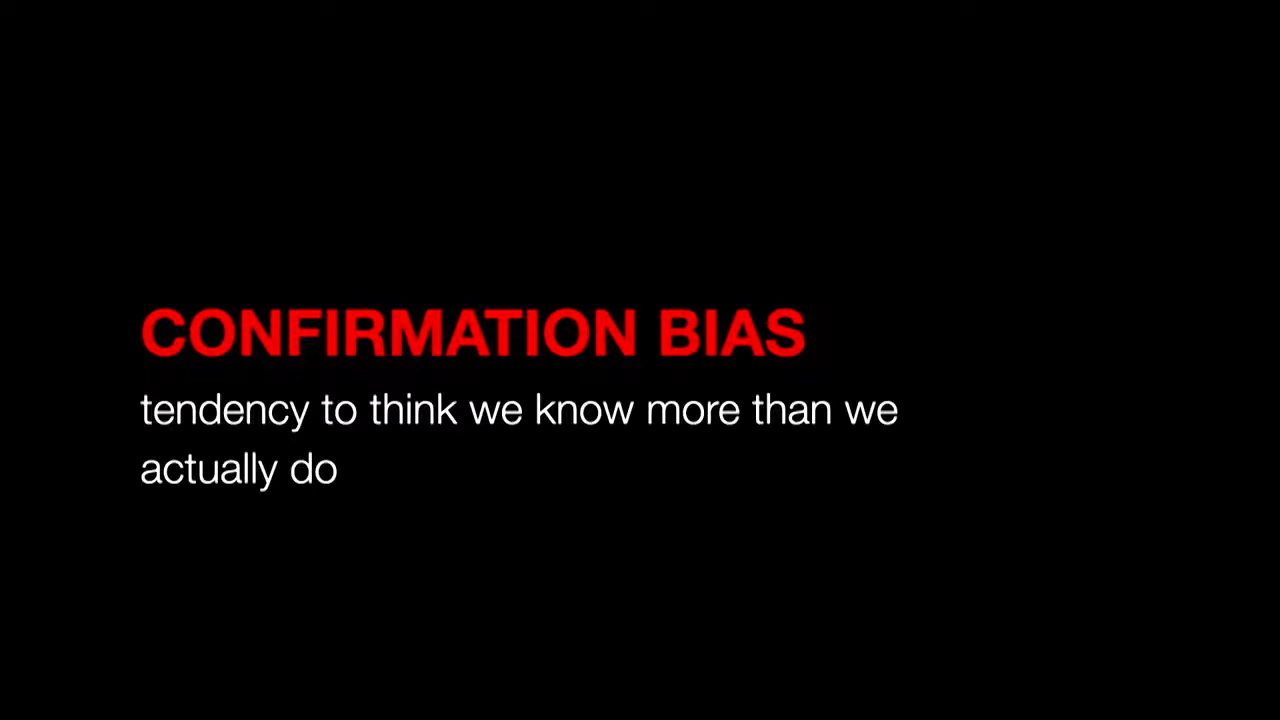 CONFIRMATION BIAS
tendency to think we know more than we
actually do